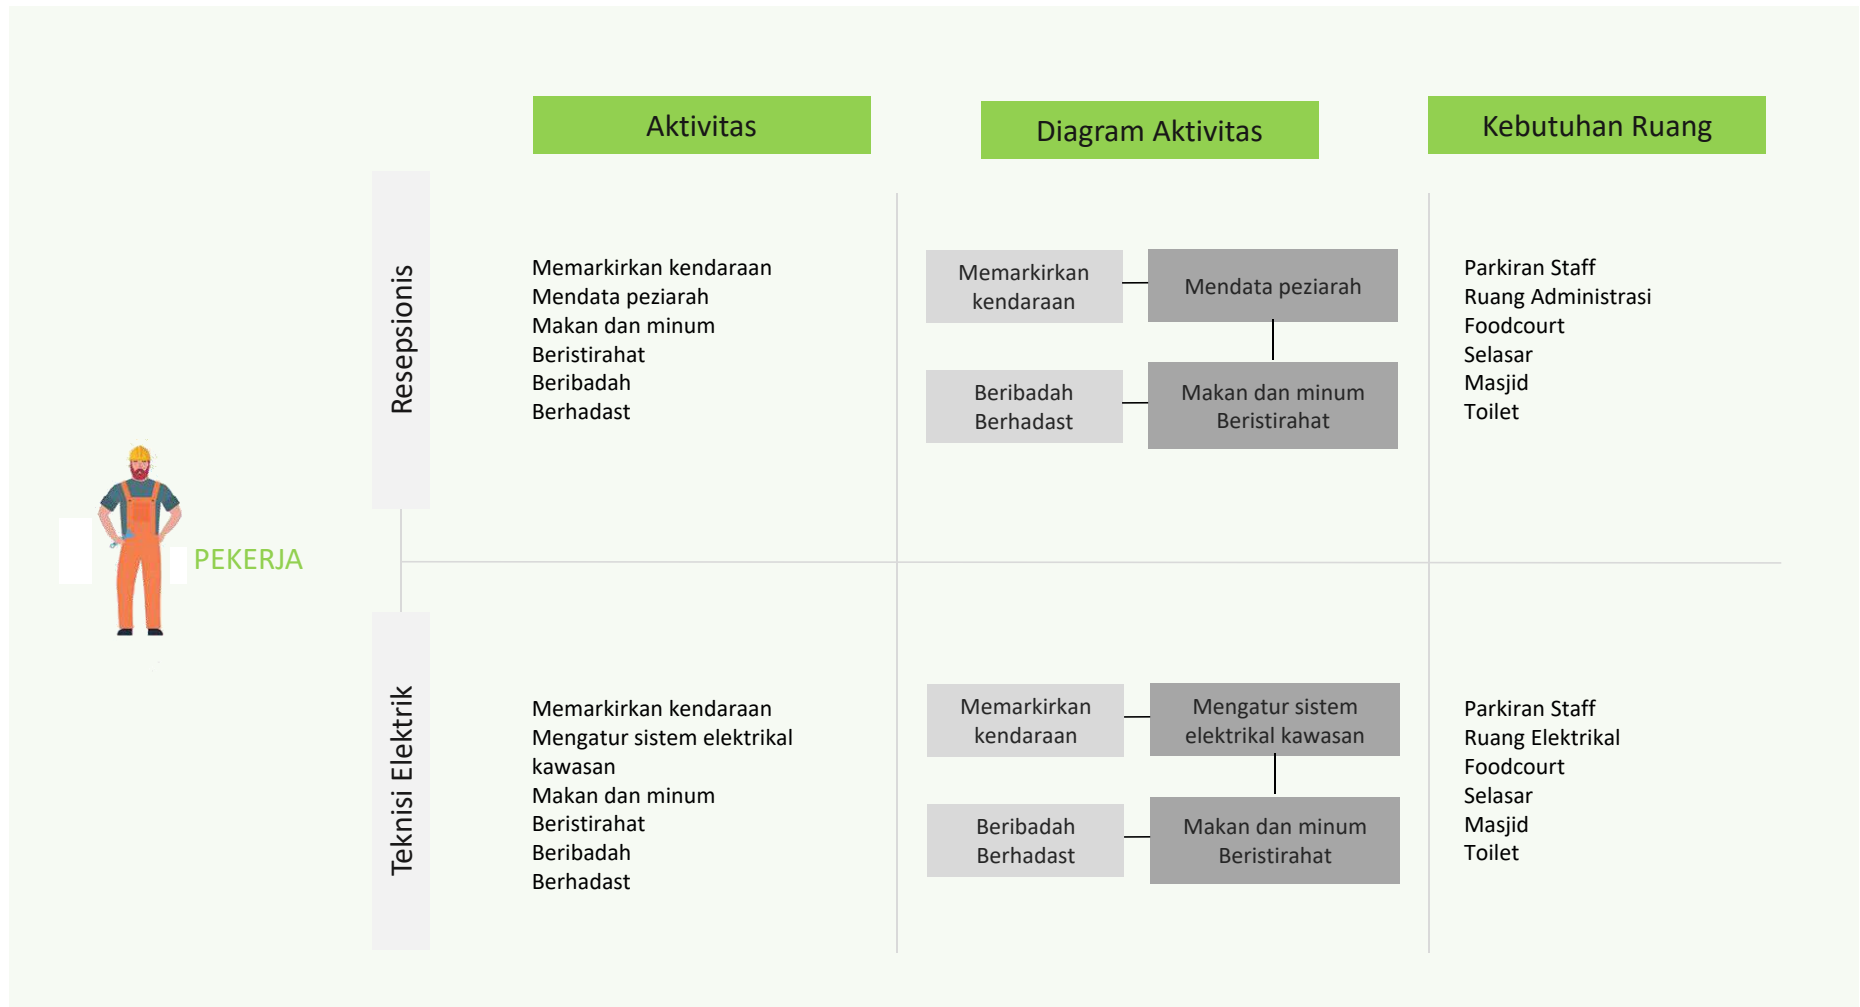 Aktivitas
Diagram Aktivitas
Kebutuhan Ruang
PEKERJA
Resepsionis
Memarkirkan kendaraan
Mendata peziarah
Makan dan minum
Beristirahat
Beribadah
Berhadast
Memarkirkan
kendaraan
Mendata peziarah
Beribadah
Berhadast
Makan dan minum
Beristirahat
Parkiran Staff
Ruang Administrasi
Foodcourt
Selasar
Masjid
Toilet
Teknisi Elektrik
Memarkirkan kendaraan
Mengatur sistem elektrikal
kawasan
Makan dan minum
Beristirahat
Beribadah
Berhadast
Memarkirkan
kendaraan
Mengatur sistem
elektrikal kawasan
Beribadah
Berhadast
Makan dan minum
Beristirahat
Parkiran Staff
Ruang Elektrikal
Foodcourt
Selasar
Masjid
Toilet